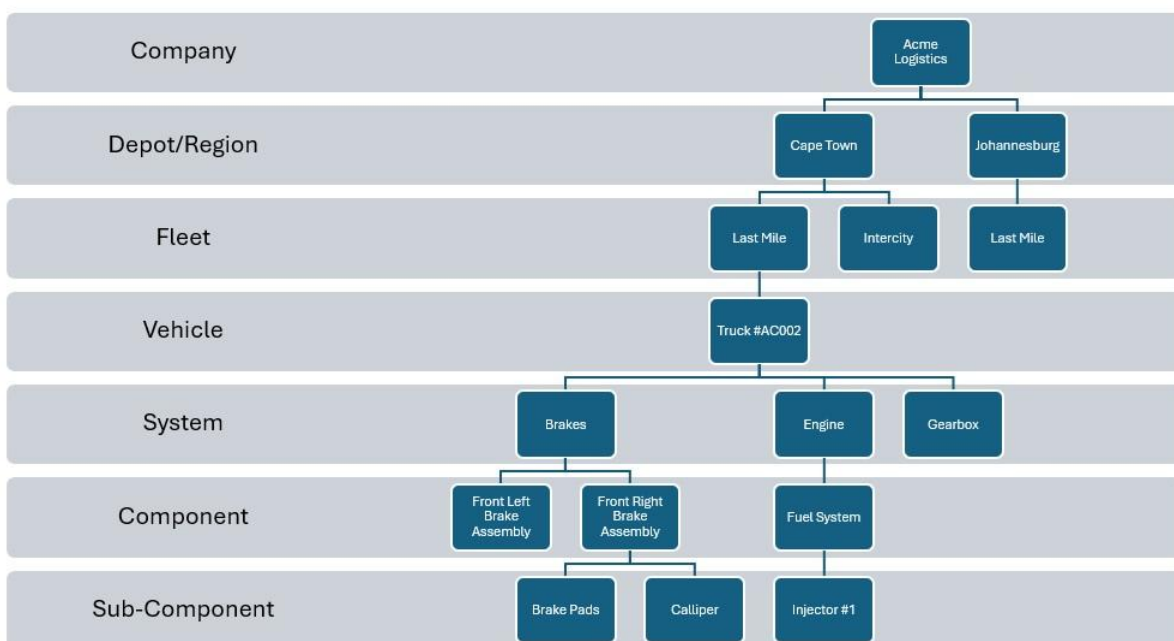 Company
Acme
Logistics
Depot/Region
Cape Town
Johannesburg
Fleet
Last Mile
Intercity
Last Mile
Vehicle
Truck #AC002
System
Brakes
Engine
Gearbox
Component
Front Left
Brake
Assembly
Front Right
Brake
Assembly
Fuel System
Sub-Component
Brake Pads
Calliper
Injector #1